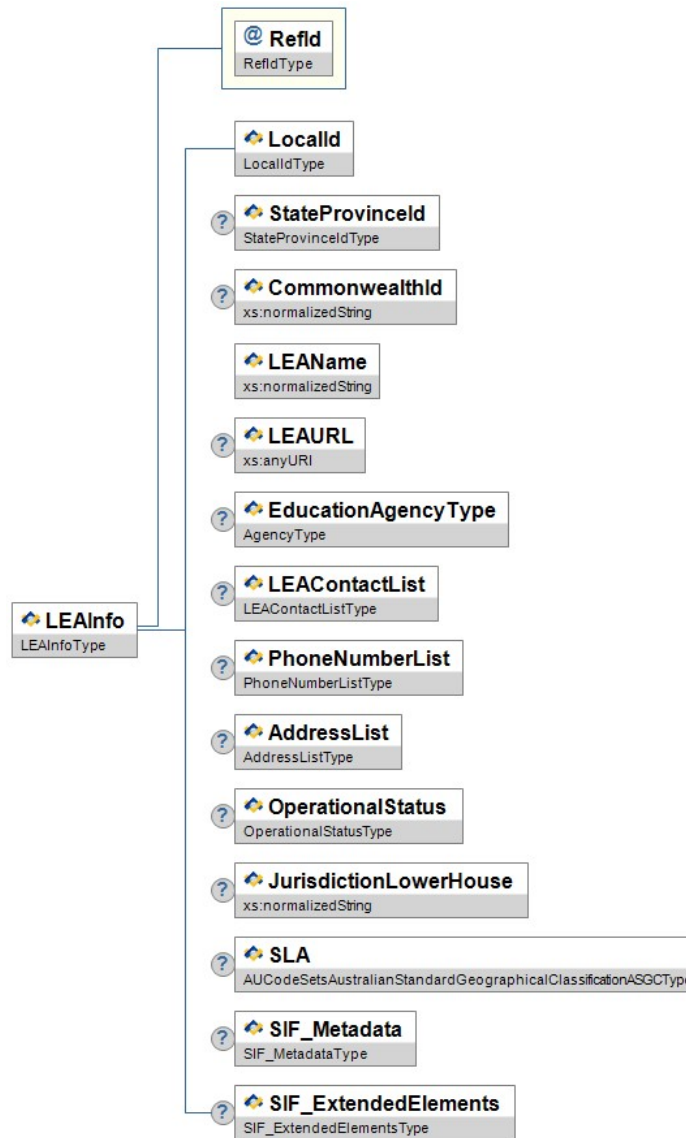 @ RefId
RefIdType
LocalId
LocalIdType
? StateProvinceId
StateProvinceIdType
? CommonwealthId
xs:normalizedString
LEAName
xs:normalizedString
? LEAURL
xs:anyURI
? EducationAgencyType
AgencyType
? LEAContactList
LEAContactListType
LEAInfo
LEAInfoType
? PhoneNumberList
PhoneNumberListType
? AddressList
AddressListType
? OperationalStatus
OperationalStatusType
? JurisdictionLowerHouse
xs:normalizedString
? SLA
AUCodeSetsAustralianStandardGeographicalClassificationASGCType
? SIF_Metadata
SIF_MetadataType
? SIF_ExtendedElements
SIF_ExtendedElementsType